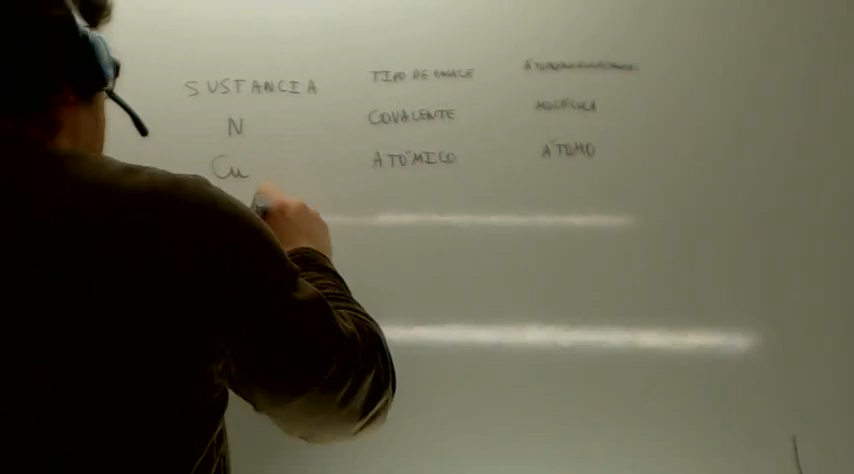 SUSTANCIA TIPO DE ENLACE
N COVALENTE MOLÉCULA
Cu ATÓMICO ÁTOMO